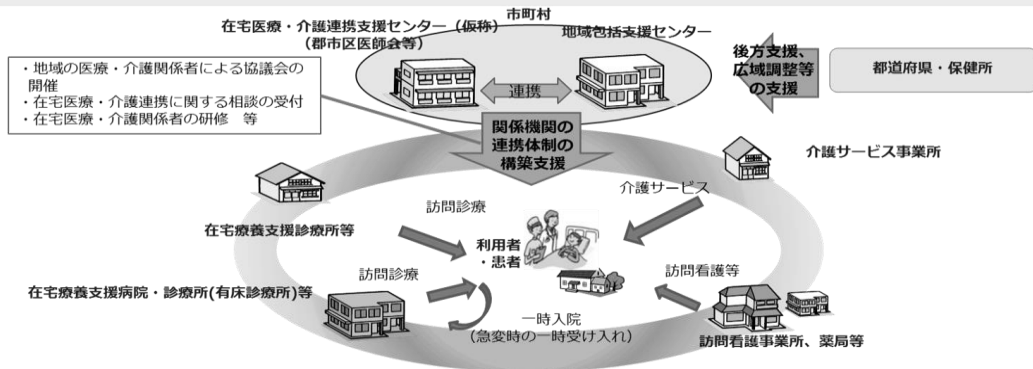 市町村
在宅医療・介護連携支援センター（仮称）
（郡市区医師会等）
地域包括支援センター
・地域の医療・介護関係者による協議会の
開催
・在宅医療・介護連携に関する相談の受付
・在宅医療・介護関係者の研修　等
連携
後方支援、
広域調整等
の支援
都道府県・保健所
関係機関の
連携体制の
構築支援
介護サービス事業所
介護サービス
訪問診療
在宅療養支援診療所等
利用者
・患者
訪問診療
訪問看護等
在宅療養支援病院・診療所(有床診療所)等
一時入院
（急変時の一時受け入れ）
訪問看護事業所、薬局等